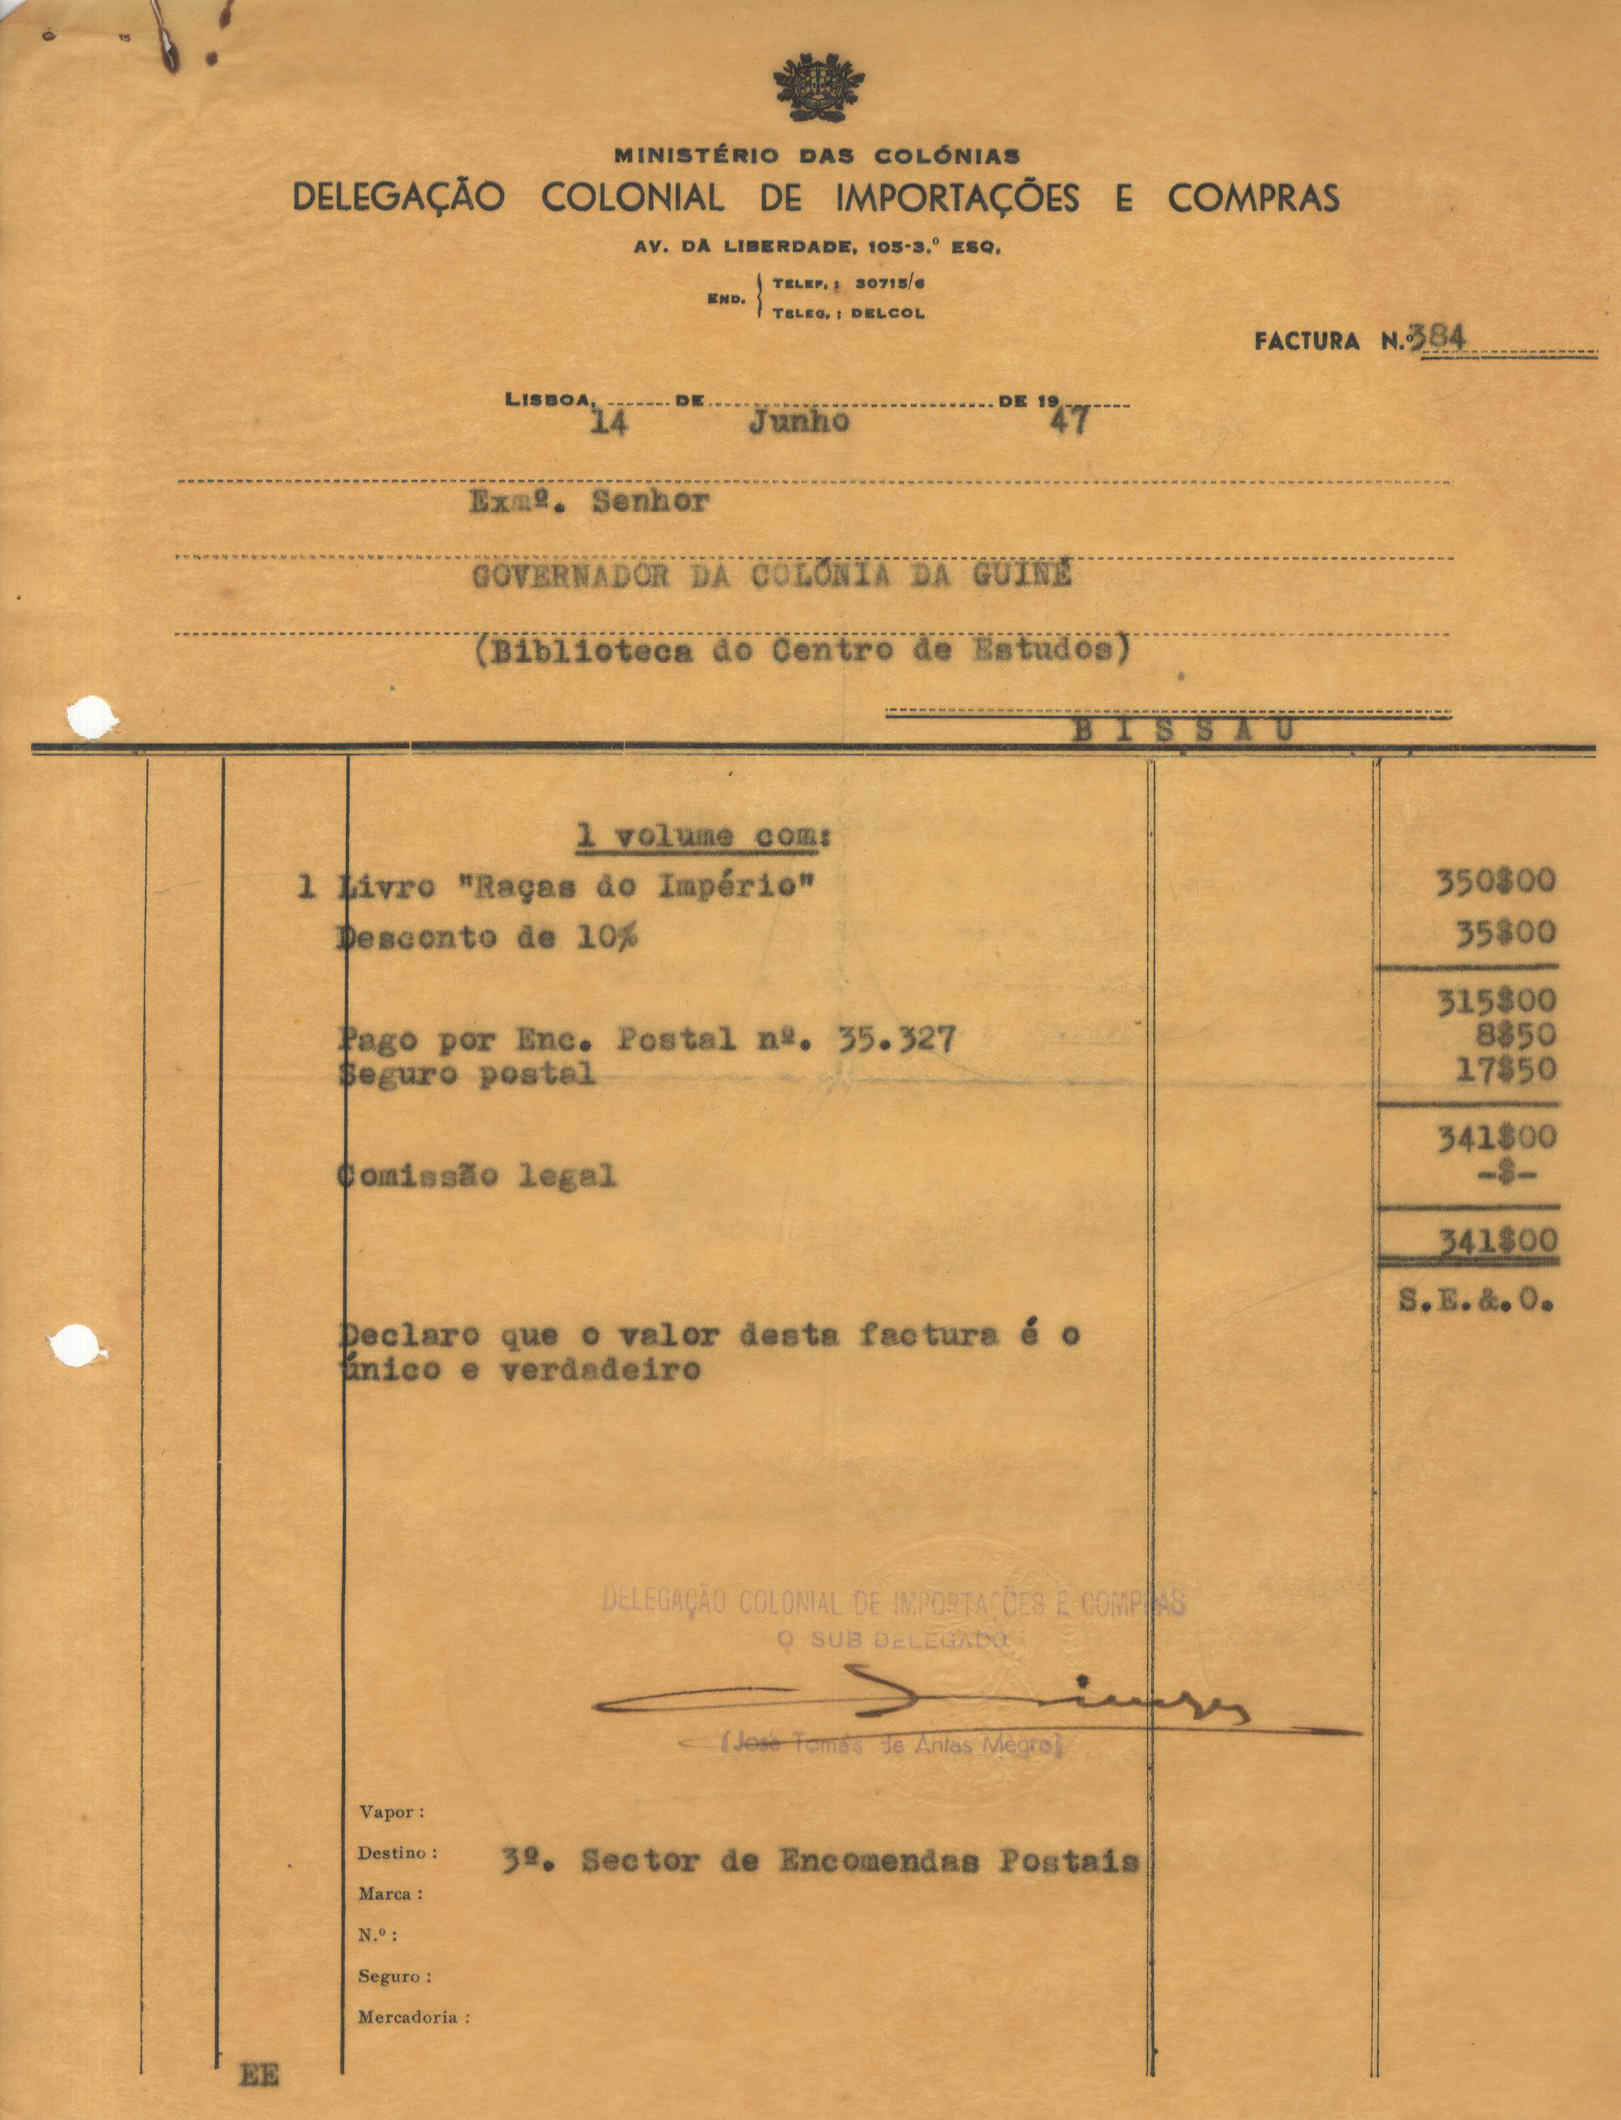 MINISTÉRIO DAS COLÓNIAS
DELEGAÇÃO COLONIAL DE IMPORTAÇÕES E COMPRAS
AV. DA LIBERDADE, 105-3.º ESQ.
END. TELEF.: 30715/6
TELEG.: DELCOL
FACTURA N.º 384
LISBOA, 14 DE Junho DE 1947
Exmº. Senhor
GOVERNADOR DA COLÓNIA DA GUINÉ
(Biblioteca do Centro de Estudos)
BISSAU
1 volume com:
1 Livro "Raças do Império" 350$00
Desconto de 10% 35$00
315$00
Pago por Enc. Postal nº. 35.327 8$50
Seguro postal 17$50
341$00
Comissão legal -$-
341$00
S.E.&.O.
Declaro que o valor desta factura é o
único e verdadeiro
DELEGAÇÃO COLONIAL DE IMPORTAÇÕES E COMPRAS
O SUB DELEGADO
(José Tomás de Antas Mègre)
Vapor:
Destino: 3º. Sector de Encomendas Postais
Marca:
N.º:
Seguro:
Mercadoria:
EE